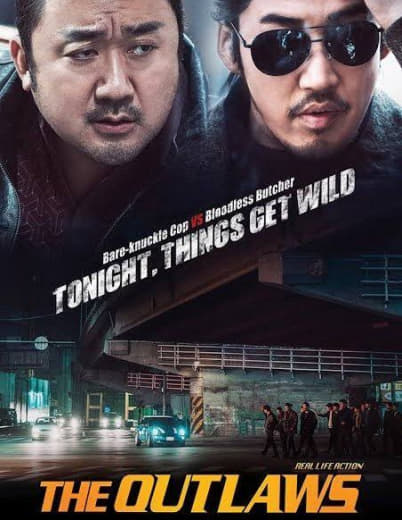 Bare-knuckle Cop VS Bloodless Butcher
TONIGHT, THINGS GET WILD
REAL LIFE ACTION
THE OUTLAWS